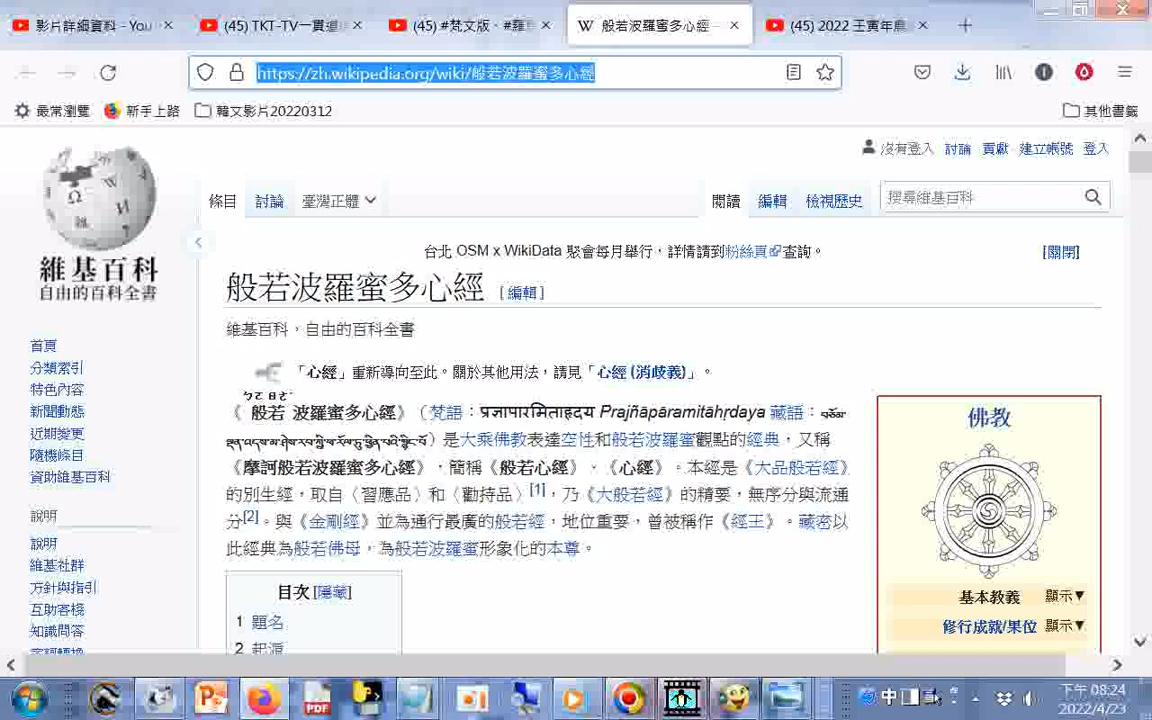 影片詳細資料 - You
(45) TKT-TV一貫道
(45) #梵文版、#羅
般若波羅蜜多心經 -
(45) 2022 壬寅年
https://zh.wikipedia.org/wiki/般若波羅蜜多心經
最常瀏覽
新手上路
韓文影片20220312
其他書籤
沒有登入 討論 貢獻 建立帳號 登入
條目 討論 臺灣正體
閱讀 編輯 檢視歷史
搜尋維基百科
台北 OSM x WikiData 聚會每月舉行，詳情請到粉絲頁查詢。
[關閉]
維基百科
自由的百科全書
般若波羅蜜多心經 [編輯]
維基百科，自由的百科全書
「心經」重新導向至此。關於其他用法，請見「心經 (消歧義)」。
《般若 波羅蜜多心經》（梵語：प्रज्ञापारमिताहृदय Prajñāpāramitāhṛdaya 藏語：
）是大乘佛教表達空性和般若波羅蜜觀點的經典，又稱
《摩訶般若波羅蜜多心經》，簡稱《般若心經》、《心經》。本經是《大品般若經》
的別生經，取自〈習應品〉和〈勸持品〉[1]，乃《大般若經》的精要，無序分與流通
分[2]。與《金剛經》並為通行最廣的般若經，地位重要，曾被稱作《經王》。藏密以
此經典為般若佛母，為般若波羅蜜形象化的本尊。
目次 [隱藏]
1 題名
2 起源
佛教
基本教義 顯示▼
修行成就/果位 顯示▼
首頁
分類索引
特色內容
新聞動態
近期變更
隨機條目
資助維基百科
說明
說明
維基社群
方針與指引
互助客棧
知識問答
字詞轉換
PDF
中
下午 08:24
2022/4/23